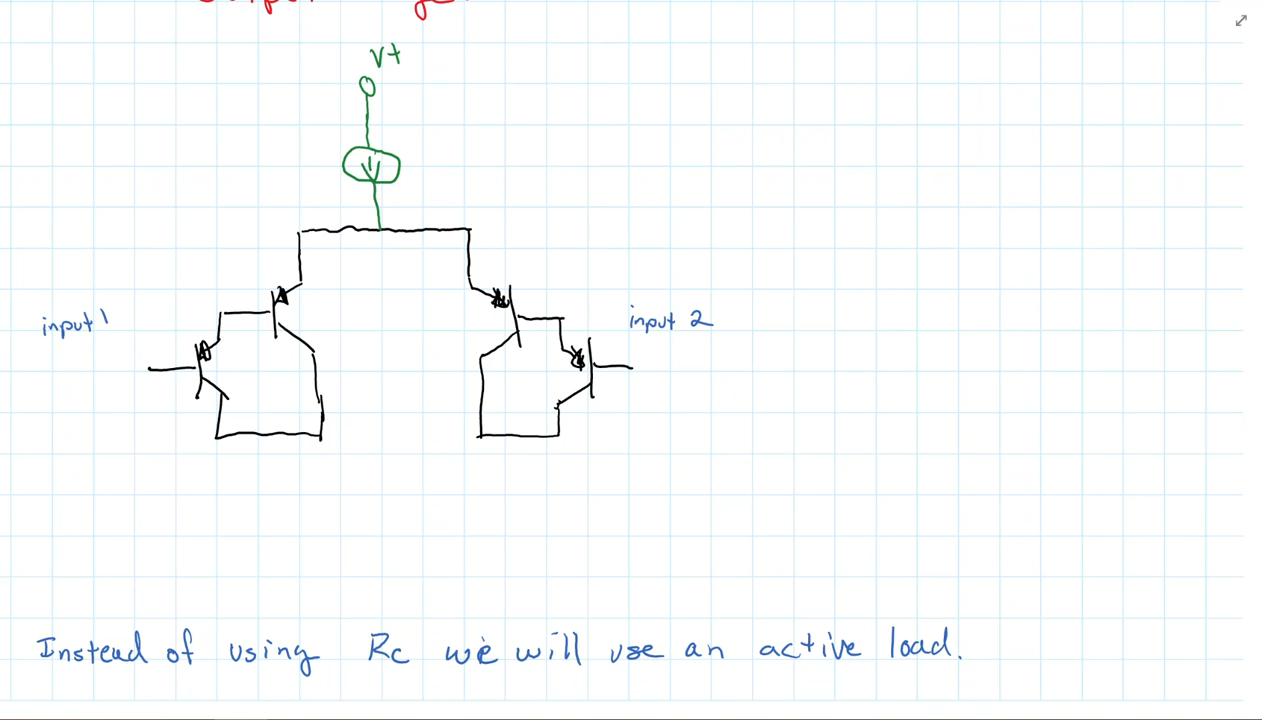 V+
input 1
input 2
Instead of using Rc we will use an active load.